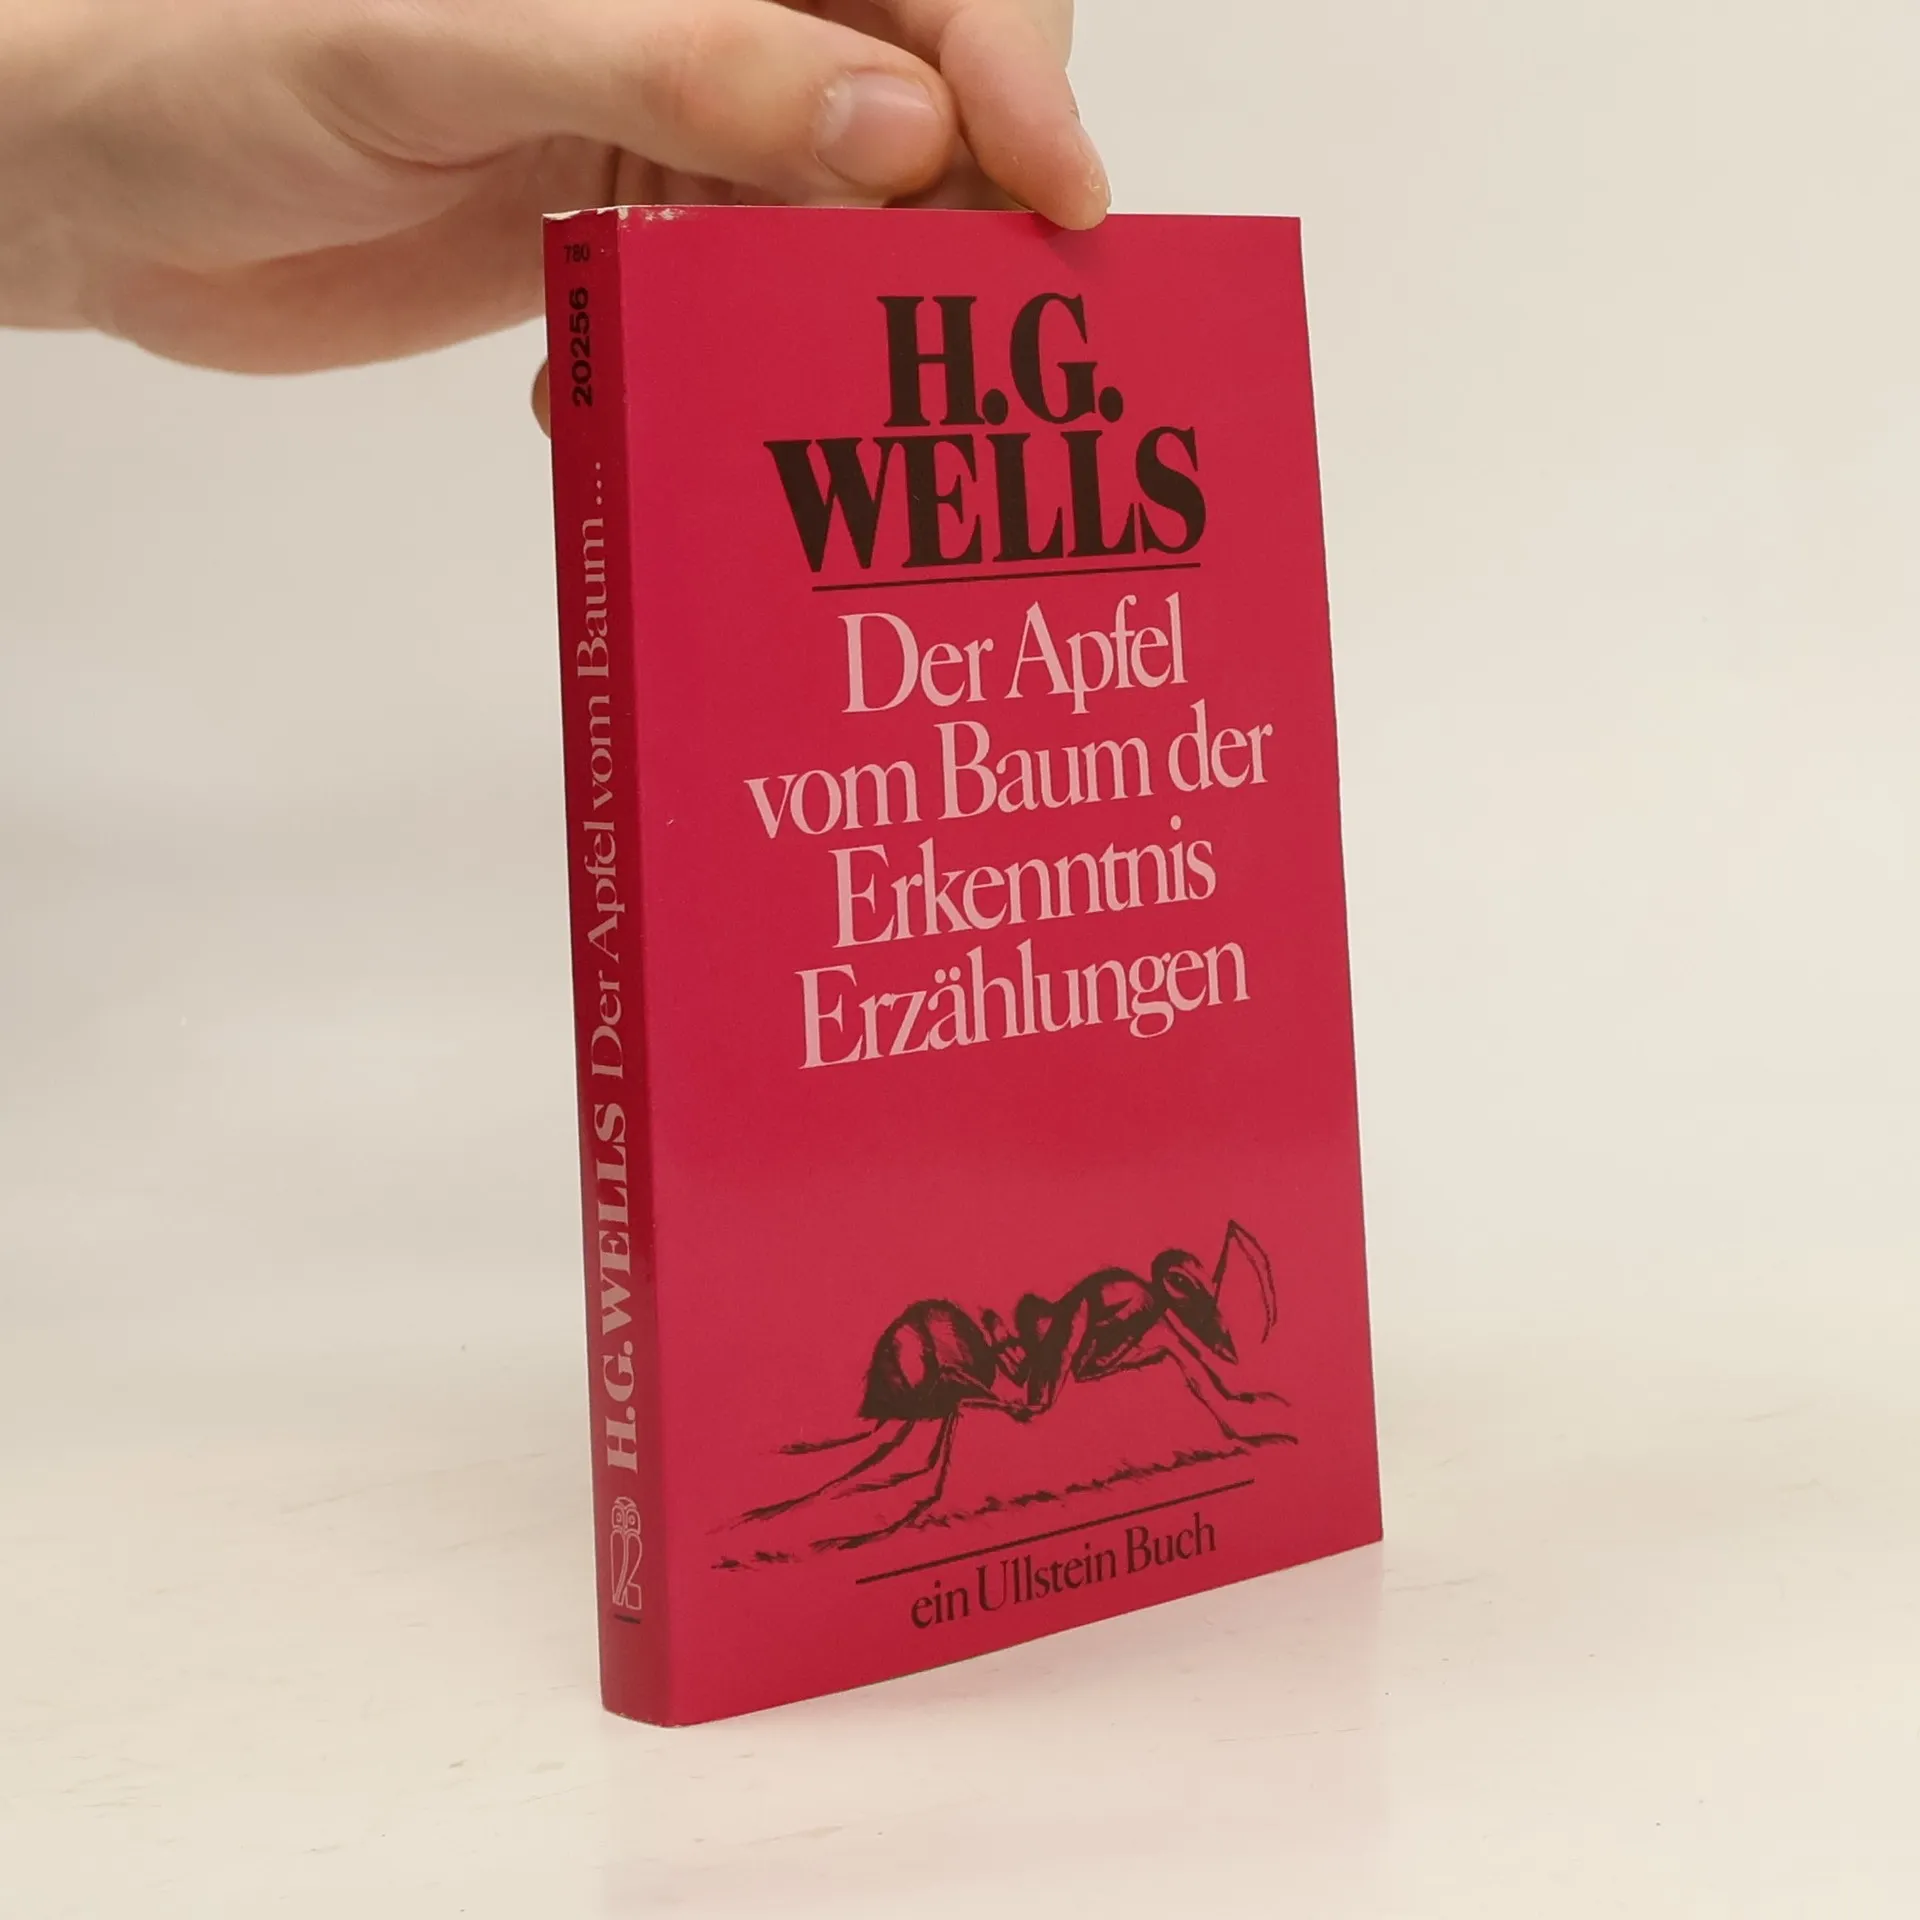 780
20256
H.G. WELLS Der Apfel vom Baum ...
H.G.
WELLS
Der Apfel
vom Baum der
Erkenntnis
Erzählungen
ein Ullstein Buch